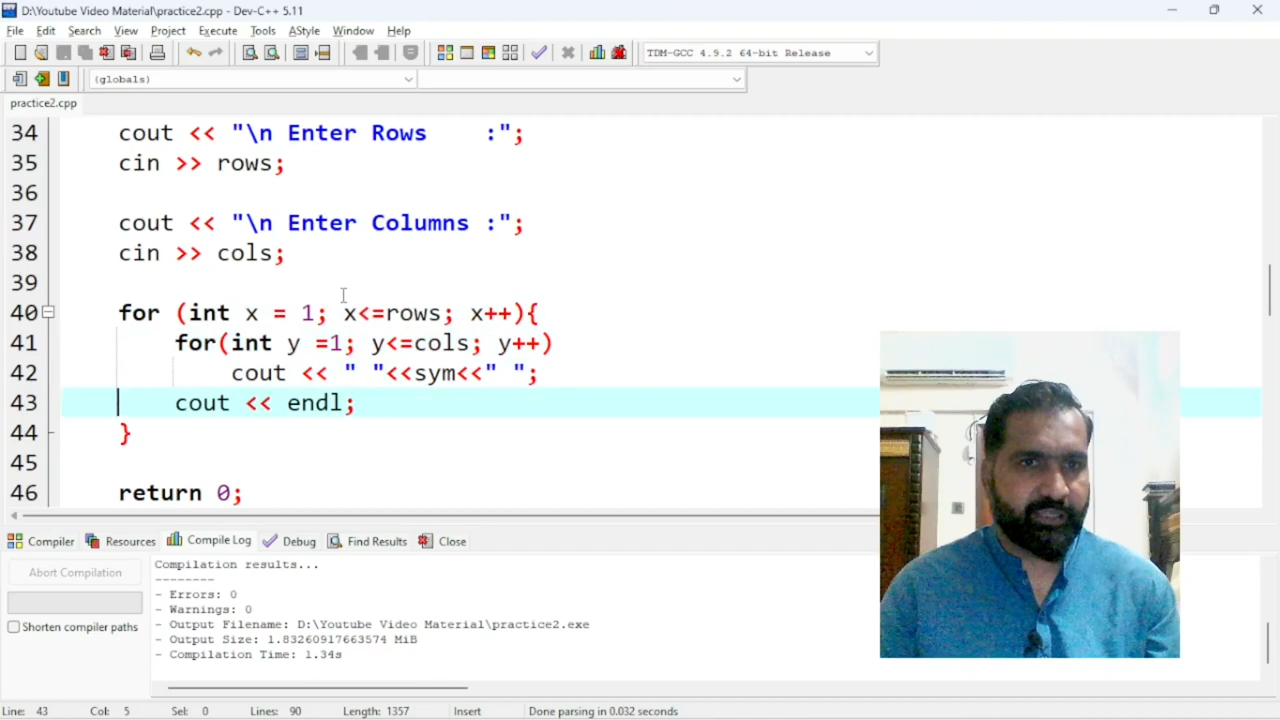 D:\Youtube Video Material\practice2.cpp - Dev-C++ 5.11
File Edit Search View Project Execute Tools AStyle Window Help
TDM-GCC 4.9.2 64-bit Release
(globals)
practice2.cpp
34 cout << "\n Enter Rows    :";
35 cin >> rows;
36
37 cout << "\n Enter Columns :";
38 cin >> cols;
39
40 for (int x = 1; x<=rows; x++){
41 for(int y =1; y<=cols; y++)
42 cout << " "<<sym<<" ";
43 cout << endl;
44 }
45
46 return 0;
Compiler Resources Compile Log Debug Find Results Close
Abort Compilation
Shorten compiler paths
Compilation results...
--------
- Errors: 0
- Warnings: 0
- Output Filename: D:\Youtube Video Material\practice2.exe
- Output Size: 1.83260917663574 MiB
- Compilation Time: 1.34s
Line: 43 Col: 5 Sel: 0 Lines: 90 Length: 1357 Insert Done parsing in 0.032 seconds